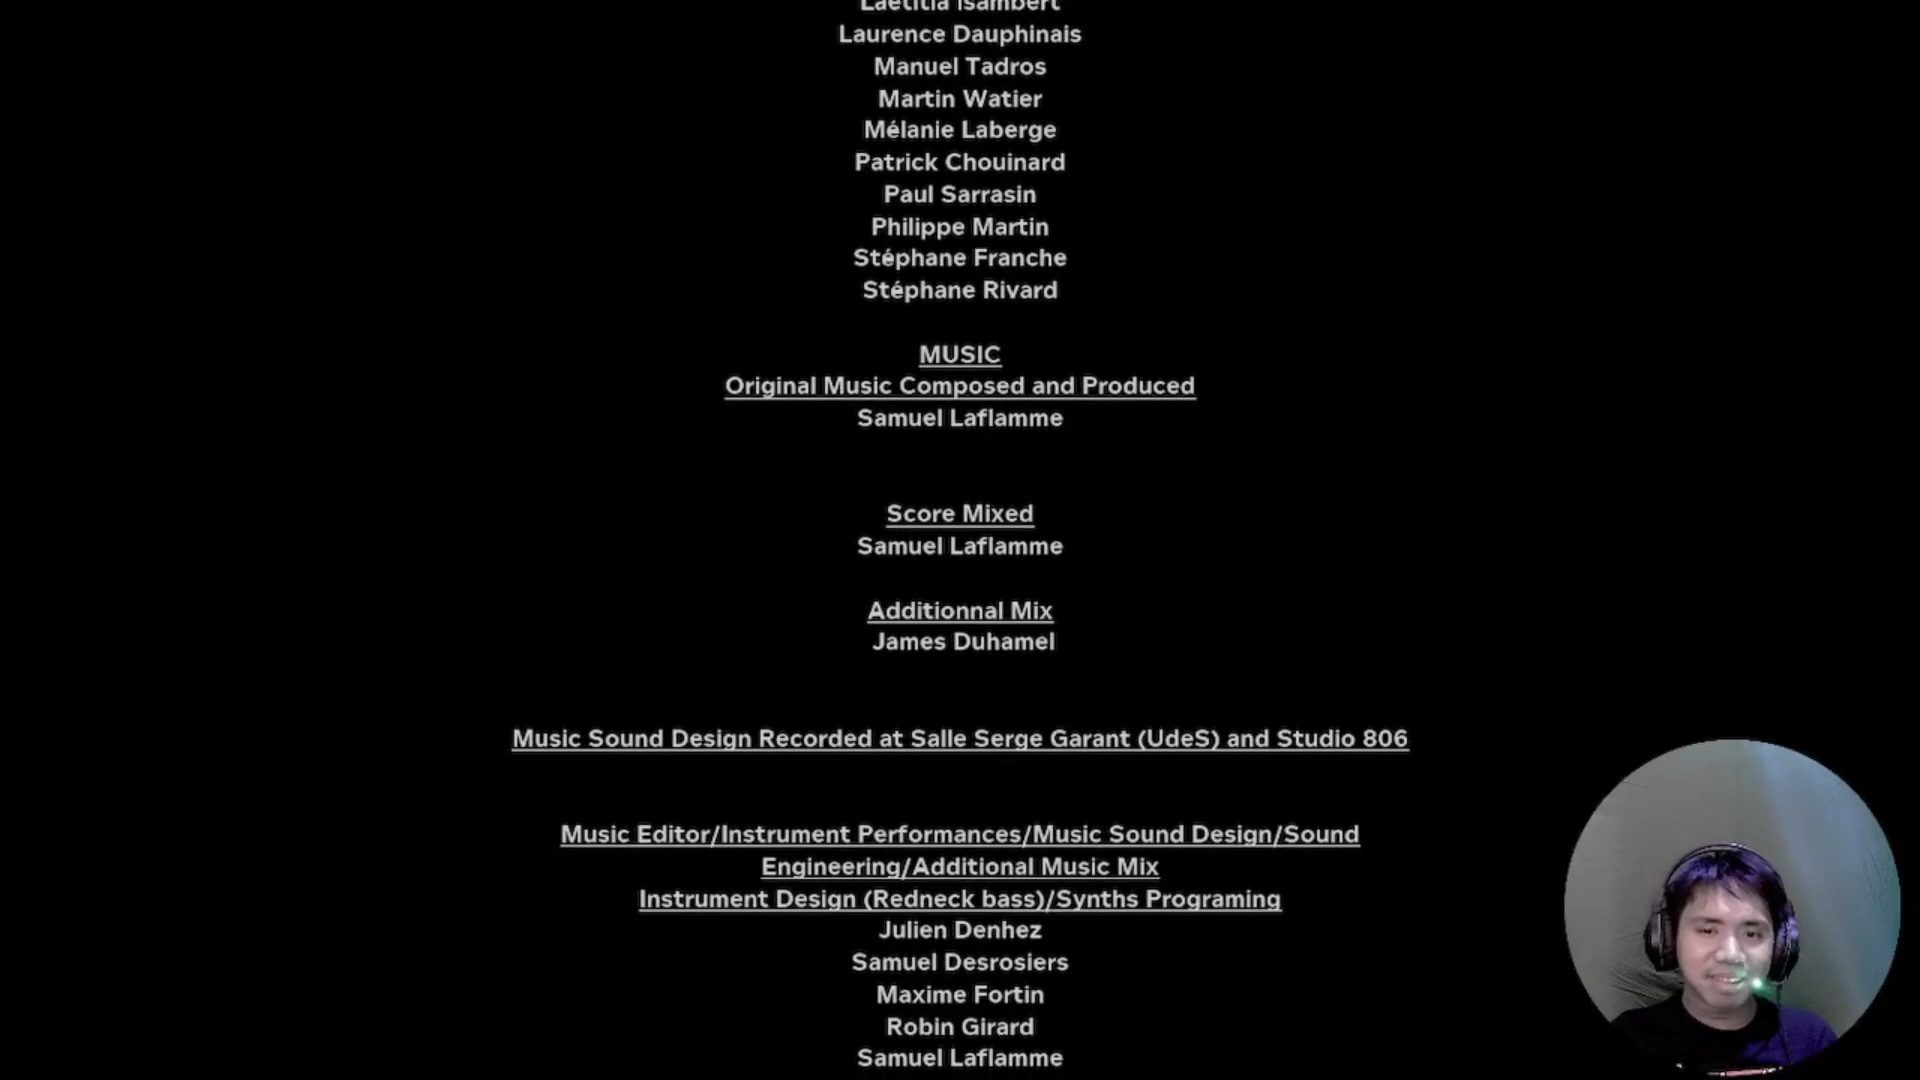 Laetitia Isambert
Laurence Dauphinais
Manuel Tadros
Martin Watier
Mélanie Laberge
Patrick Chouinard
Paul Sarrasin
Philippe Martin
Stéphane Franche
Stéphane Rivard
MUSIC
Original Music Composed and Produced
Samuel Laflamme
Score Mixed
Samuel Laflamme
Additionnal Mix
James Duhamel
Music Sound Design Recorded at Salle Serge Garant (UdeS) and Studio 806
Music Editor/Instrument Performances/Music Sound Design/Sound
Engineering/Additional Music Mix
Instrument Design (Redneck bass)/Synths Programing
Julien Denhez
Samuel Desrosiers
Maxime Fortin
Robin Girard
Samuel Laflamme